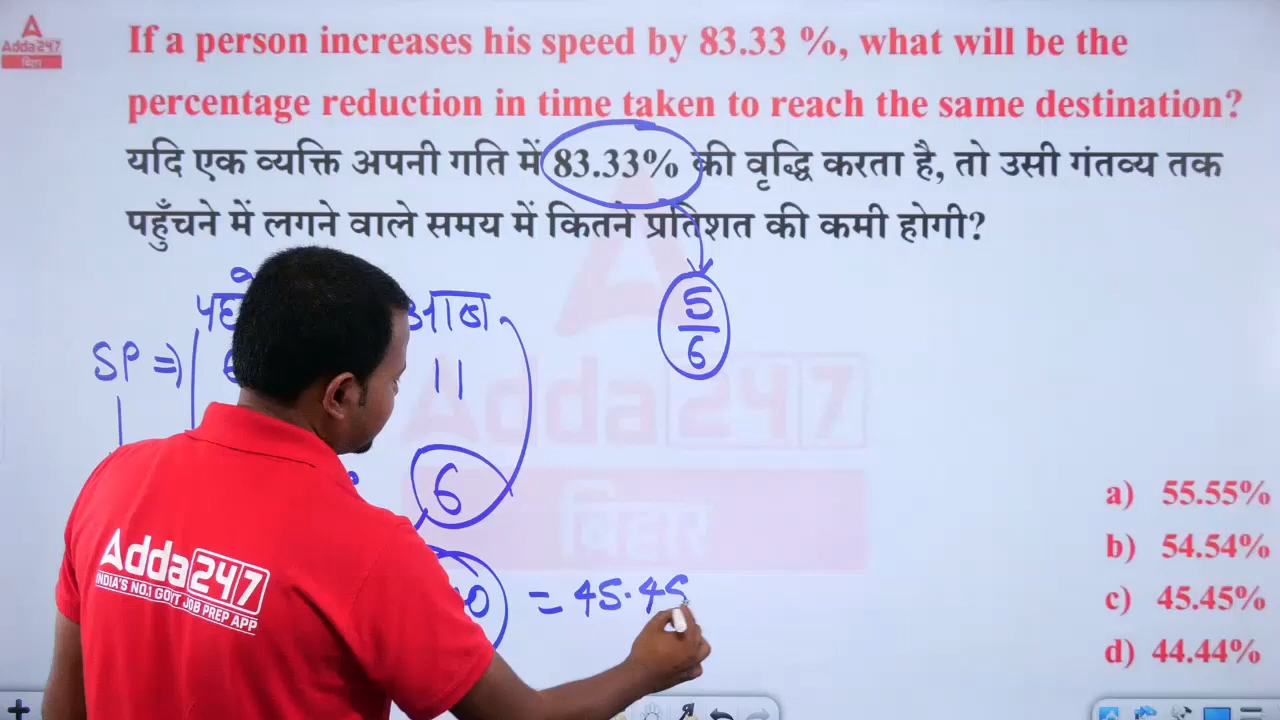 Adda247
बिहार
If a person increases his speed by 83.33 %, what will be the
percentage reduction in time taken to reach the same destination?
यदि एक व्यक्ति अपनी गति में 83.33% की वृद्धि करता है, तो उसी गंतव्य तक
पहुँचने में लगने वाले समय में कितने प्रतिशत की कमी होगी?
5
6
SP ⇒ 11
6
= 45.45
a) 55.55%
b) 54.54%
c) 45.45%
d) 44.44%
Adda247
बिहार
Adda247
INDIA'S NO.1 GOVT JOB PREP APP